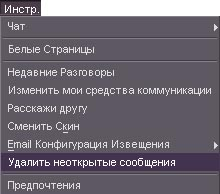 Инстр.
Чат
Белые Страницы
Недавние Разговоры
Изменить мои средства коммуникации
Расскажи другу
Сменить Скин
Email Конфигурация Извещения
Удалить неоткрытые сообщения
Предпочтения